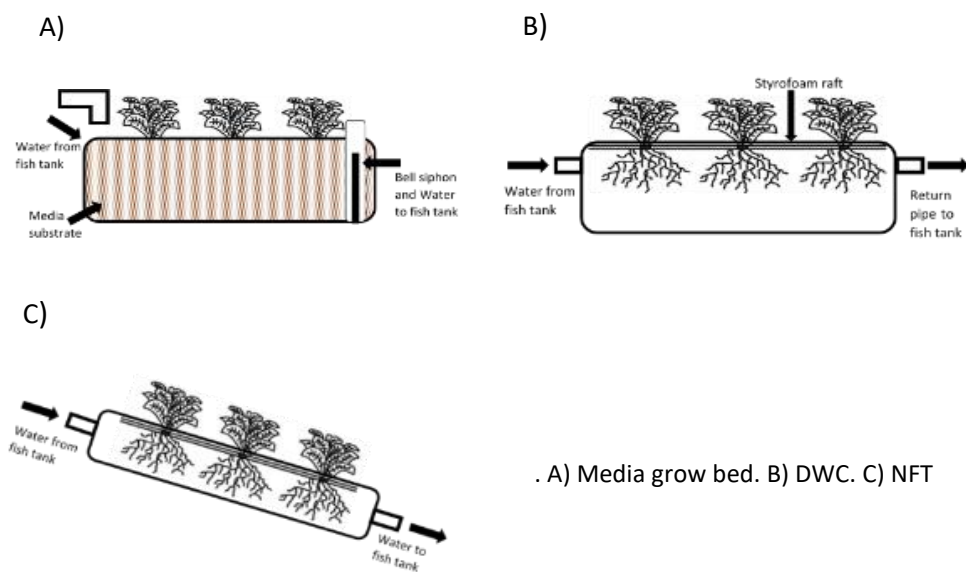 A)
Water from
fish tank
Media
substrate
Bell siphon
and Water
to fish tank
B)
Styrofoam raft
Water from
fish tank
Return
pipe to
fish tank
C)
Water from
fish tank
Water to
fish tank
. A) Media grow bed. B) DWC. C) NFT